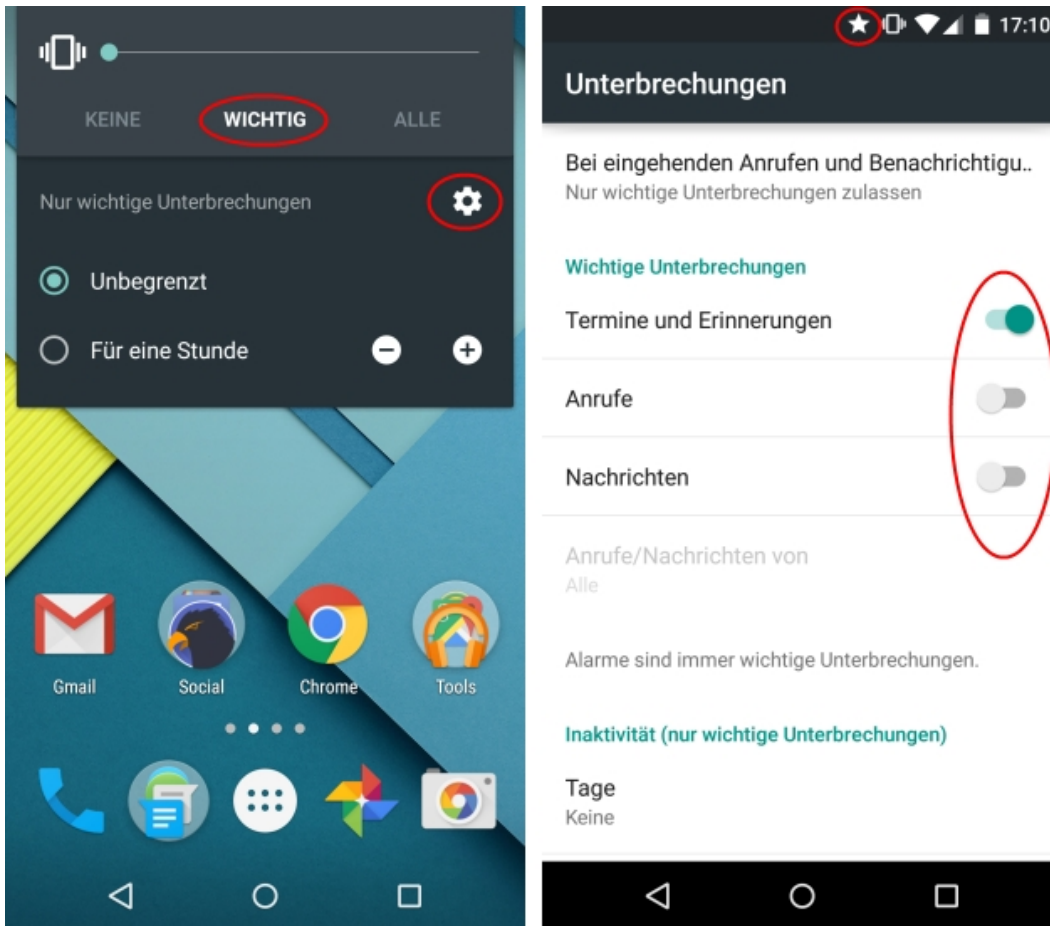 KEINE WICHTIG ALLE
Nur wichtige Unterbrechungen
Unbegrenzt
Für eine Stunde
Gmail Social Chrome Tools
17:10
Unterbrechungen
Bei eingehenden Anrufen und Benachrichtigu..
Nur wichtige Unterbrechungen zulassen
Wichtige Unterbrechungen
Termine und Erinnerungen
Anrufe
Nachrichten
Anrufe/Nachrichten von
Alle
Alarme sind immer wichtige Unterbrechungen.
Inaktivität (nur wichtige Unterbrechungen)
Tage
Keine